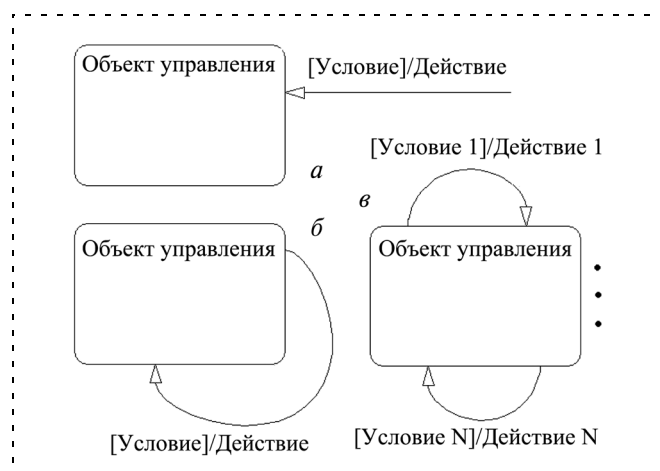 Объект управления
[Условие]/Действие
а
[Условие 1]/Действие 1
в
б
Объект управления
Объект управления
[Условие]/Действие
[Условие N]/Действие N